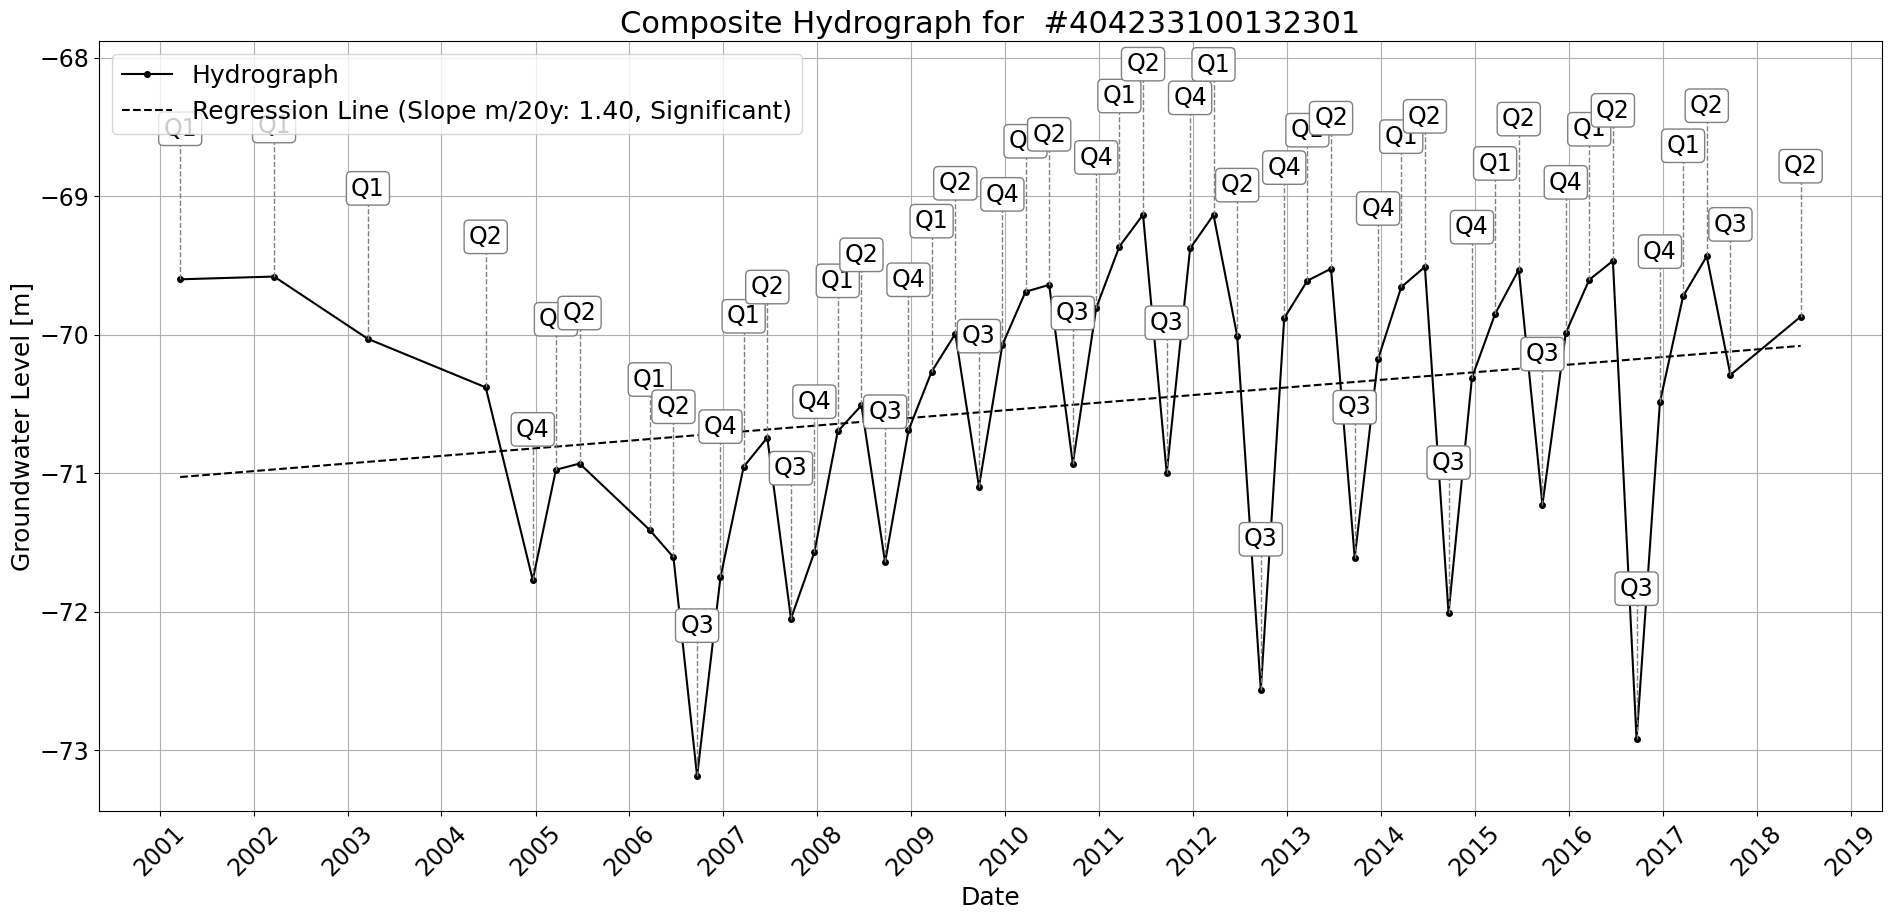 Composite Hydrograph for  #404233100132301
Hydrograph
Regression Line (Slope m/20y: 1.40, Significant)
Groundwater Level [m]
−68
−69
−70
−71
−72
−73
Q1
Q1
Q1
Q2
Q4
Q2
Q1
Q2
Q3
Q4
Q1
Q2
Q3
Q4
Q1
Q2
Q3
Q4
Q1
Q2
Q3
Q4
Q2
Q3
Q4
Q1
Q2
Q3
Q4
Q1
Q2
Q3
Q4
Q2
Q3
Q4
Q1
Q2
Q3
Q4
Q1
Q2
Q3
Q4
Q1
Q2
Q3
Q4
Q1
Q2
Q3
Q2
2001
2002
2003
2004
2005
2006
2007
2008
2009
2010
2011
2012
2013
2014
2015
2016
2017
2018
2019
Date